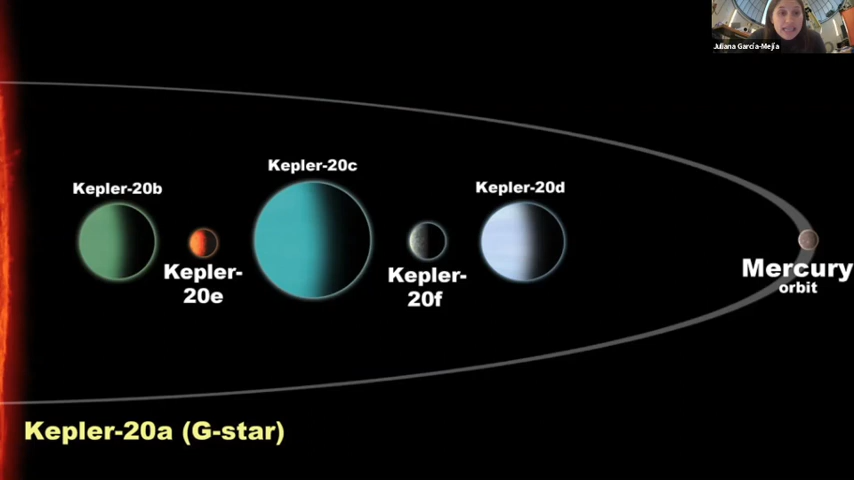 Juliana García-Mejía
Kepler-20c
Kepler-20b
Kepler-20d
Kepler-
20e
Kepler-
20f
Mercury
orbit
Kepler-20a (G-star)